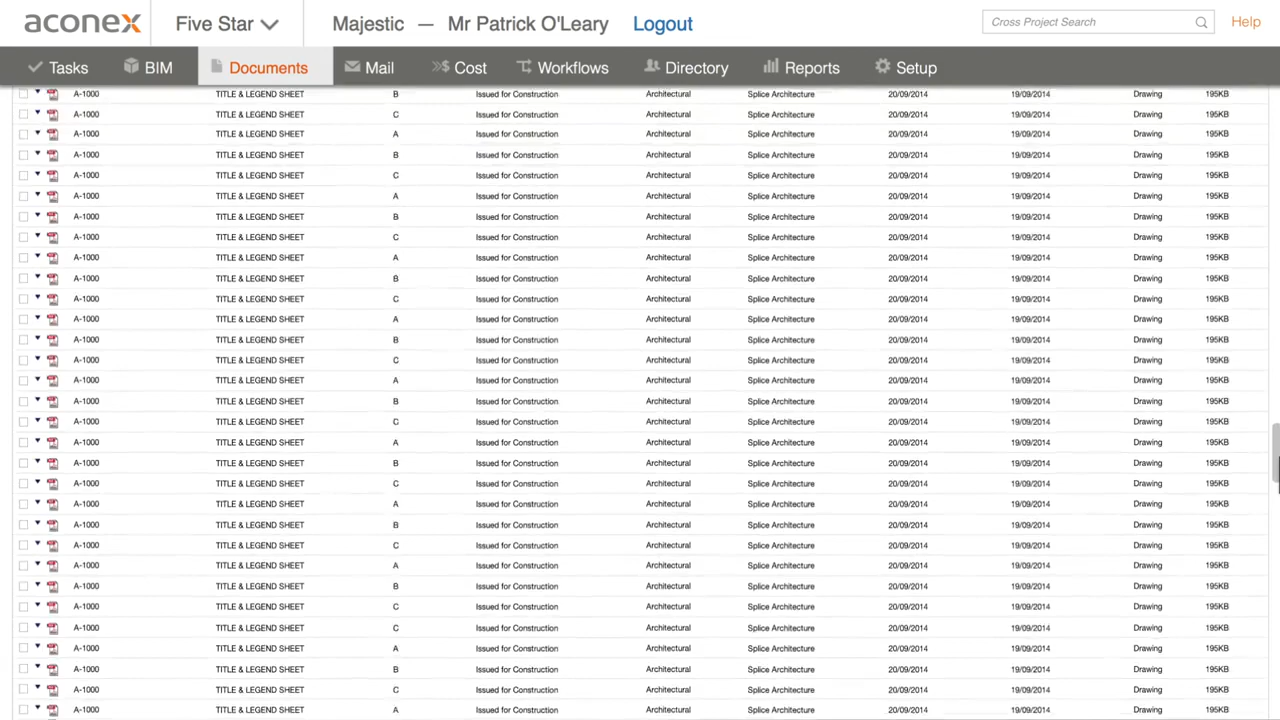 aconex Five Star Majestic — Mr Patrick O'Leary Logout Cross Project Search Help
Tasks BIM Documents Mail Cost Workflows Directory Reports Setup
A-1000 TITLE & LEGEND SHEET B Issued for Construction Architectural Splice Architecture 20/09/2014 19/09/2014 Drawing 195KB
A-1000 TITLE & LEGEND SHEET C Issued for Construction Architectural Splice Architecture 20/09/2014 19/09/2014 Drawing 195KB
A-1000 TITLE & LEGEND SHEET A Issued for Construction Architectural Splice Architecture 20/09/2014 19/09/2014 Drawing 195KB
A-1000 TITLE & LEGEND SHEET B Issued for Construction Architectural Splice Architecture 20/09/2014 19/09/2014 Drawing 195KB
A-1000 TITLE & LEGEND SHEET C Issued for Construction Architectural Splice Architecture 20/09/2014 19/09/2014 Drawing 195KB
A-1000 TITLE & LEGEND SHEET A Issued for Construction Architectural Splice Architecture 20/09/2014 19/09/2014 Drawing 195KB
A-1000 TITLE & LEGEND SHEET B Issued for Construction Architectural Splice Architecture 20/09/2014 19/09/2014 Drawing 195KB
A-1000 TITLE & LEGEND SHEET C Issued for Construction Architectural Splice Architecture 20/09/2014 19/09/2014 Drawing 195KB
A-1000 TITLE & LEGEND SHEET A Issued for Construction Architectural Splice Architecture 20/09/2014 19/09/2014 Drawing 195KB
A-1000 TITLE & LEGEND SHEET B Issued for Construction Architectural Splice Architecture 20/09/2014 19/09/2014 Drawing 195KB
A-1000 TITLE & LEGEND SHEET C Issued for Construction Architectural Splice Architecture 20/09/2014 19/09/2014 Drawing 195KB
A-1000 TITLE & LEGEND SHEET A Issued for Construction Architectural Splice Architecture 20/09/2014 19/09/2014 Drawing 195KB
A-1000 TITLE & LEGEND SHEET B Issued for Construction Architectural Splice Architecture 20/09/2014 19/09/2014 Drawing 195KB
A-1000 TITLE & LEGEND SHEET C Issued for Construction Architectural Splice Architecture 20/09/2014 19/09/2014 Drawing 195KB
A-1000 TITLE & LEGEND SHEET A Issued for Construction Architectural Splice Architecture 20/09/2014 19/09/2014 Drawing 195KB
A-1000 TITLE & LEGEND SHEET B Issued for Construction Architectural Splice Architecture 20/09/2014 19/09/2014 Drawing 195KB
A-1000 TITLE & LEGEND SHEET C Issued for Construction Architectural Splice Architecture 20/09/2014 19/09/2014 Drawing 195KB
A-1000 TITLE & LEGEND SHEET A Issued for Construction Architectural Splice Architecture 20/09/2014 19/09/2014 Drawing 195KB
A-1000 TITLE & LEGEND SHEET B Issued for Construction Architectural Splice Architecture 20/09/2014 19/09/2014 Drawing 195KB
A-1000 TITLE & LEGEND SHEET C Issued for Construction Architectural Splice Architecture 20/09/2014 19/09/2014 Drawing 195KB
A-1000 TITLE & LEGEND SHEET A Issued for Construction Architectural Splice Architecture 20/09/2014 19/09/2014 Drawing 195KB
A-1000 TITLE & LEGEND SHEET B Issued for Construction Architectural Splice Architecture 20/09/2014 19/09/2014 Drawing 195KB
A-1000 TITLE & LEGEND SHEET C Issued for Construction Architectural Splice Architecture 20/09/2014 19/09/2014 Drawing 195KB
A-1000 TITLE & LEGEND SHEET A Issued for Construction Architectural Splice Architecture 20/09/2014 19/09/2014 Drawing 195KB
A-1000 TITLE & LEGEND SHEET B Issued for Construction Architectural Splice Architecture 20/09/2014 19/09/2014 Drawing 195KB
A-1000 TITLE & LEGEND SHEET C Issued for Construction Architectural Splice Architecture 20/09/2014 19/09/2014 Drawing 195KB
A-1000 TITLE & LEGEND SHEET C Issued for Construction Architectural Splice Architecture 20/09/2014 19/09/2014 Drawing 195KB
A-1000 TITLE & LEGEND SHEET A Issued for Construction Architectural Splice Architecture 20/09/2014 19/09/2014 Drawing 195KB
A-1000 TITLE & LEGEND SHEET B Issued for Construction Architectural Splice Architecture 20/09/2014 19/09/2014 Drawing 195KB
A-1000 TITLE & LEGEND SHEET C Issued for Construction Architectural Splice Architecture 20/09/2014 19/09/2014 Drawing 195KB
A-1000 TITLE & LEGEND SHEET A Issued for Construction Architectural Splice Architecture 20/09/2014 19/09/2014 Drawing 195KB